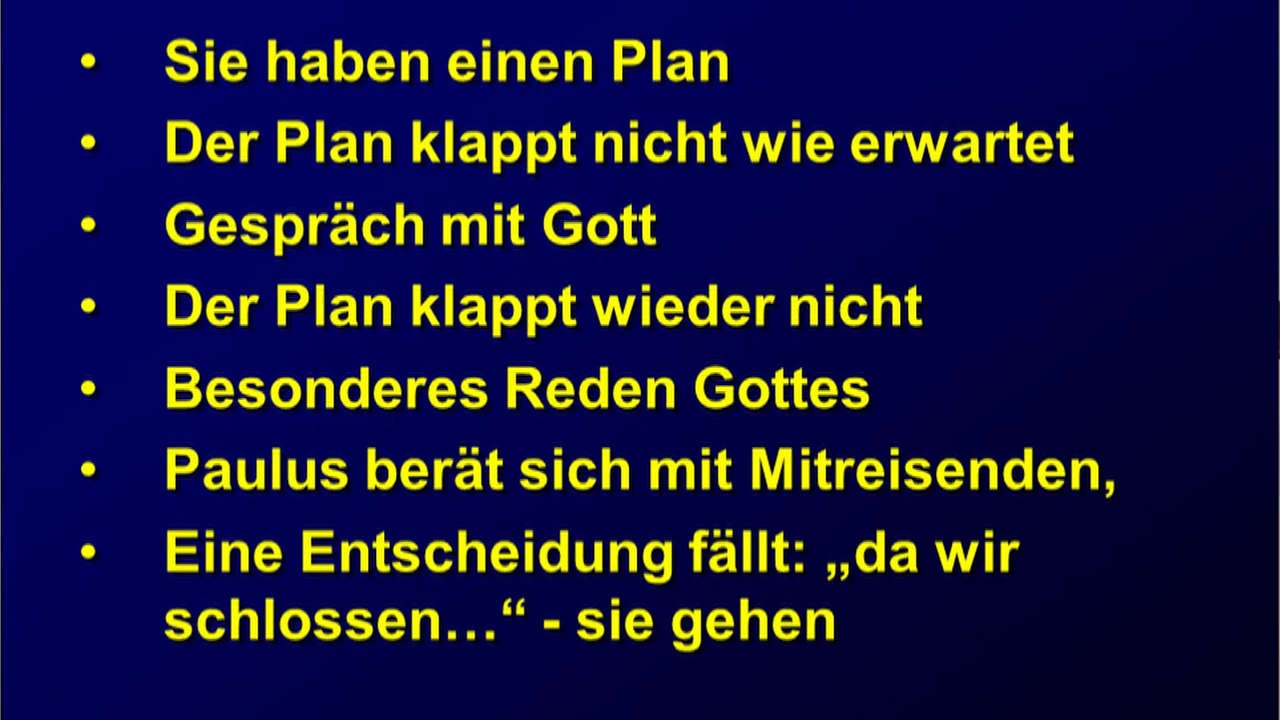 • Sie haben einen Plan
• Der Plan klappt nicht wie erwartet
• Gespräch mit Gott
• Der Plan klappt wieder nicht
• Besonderes Reden Gottes
• Paulus berät sich mit Mitreisenden,
• Eine Entscheidung fällt: „da wir
schlossen…“ - sie gehen